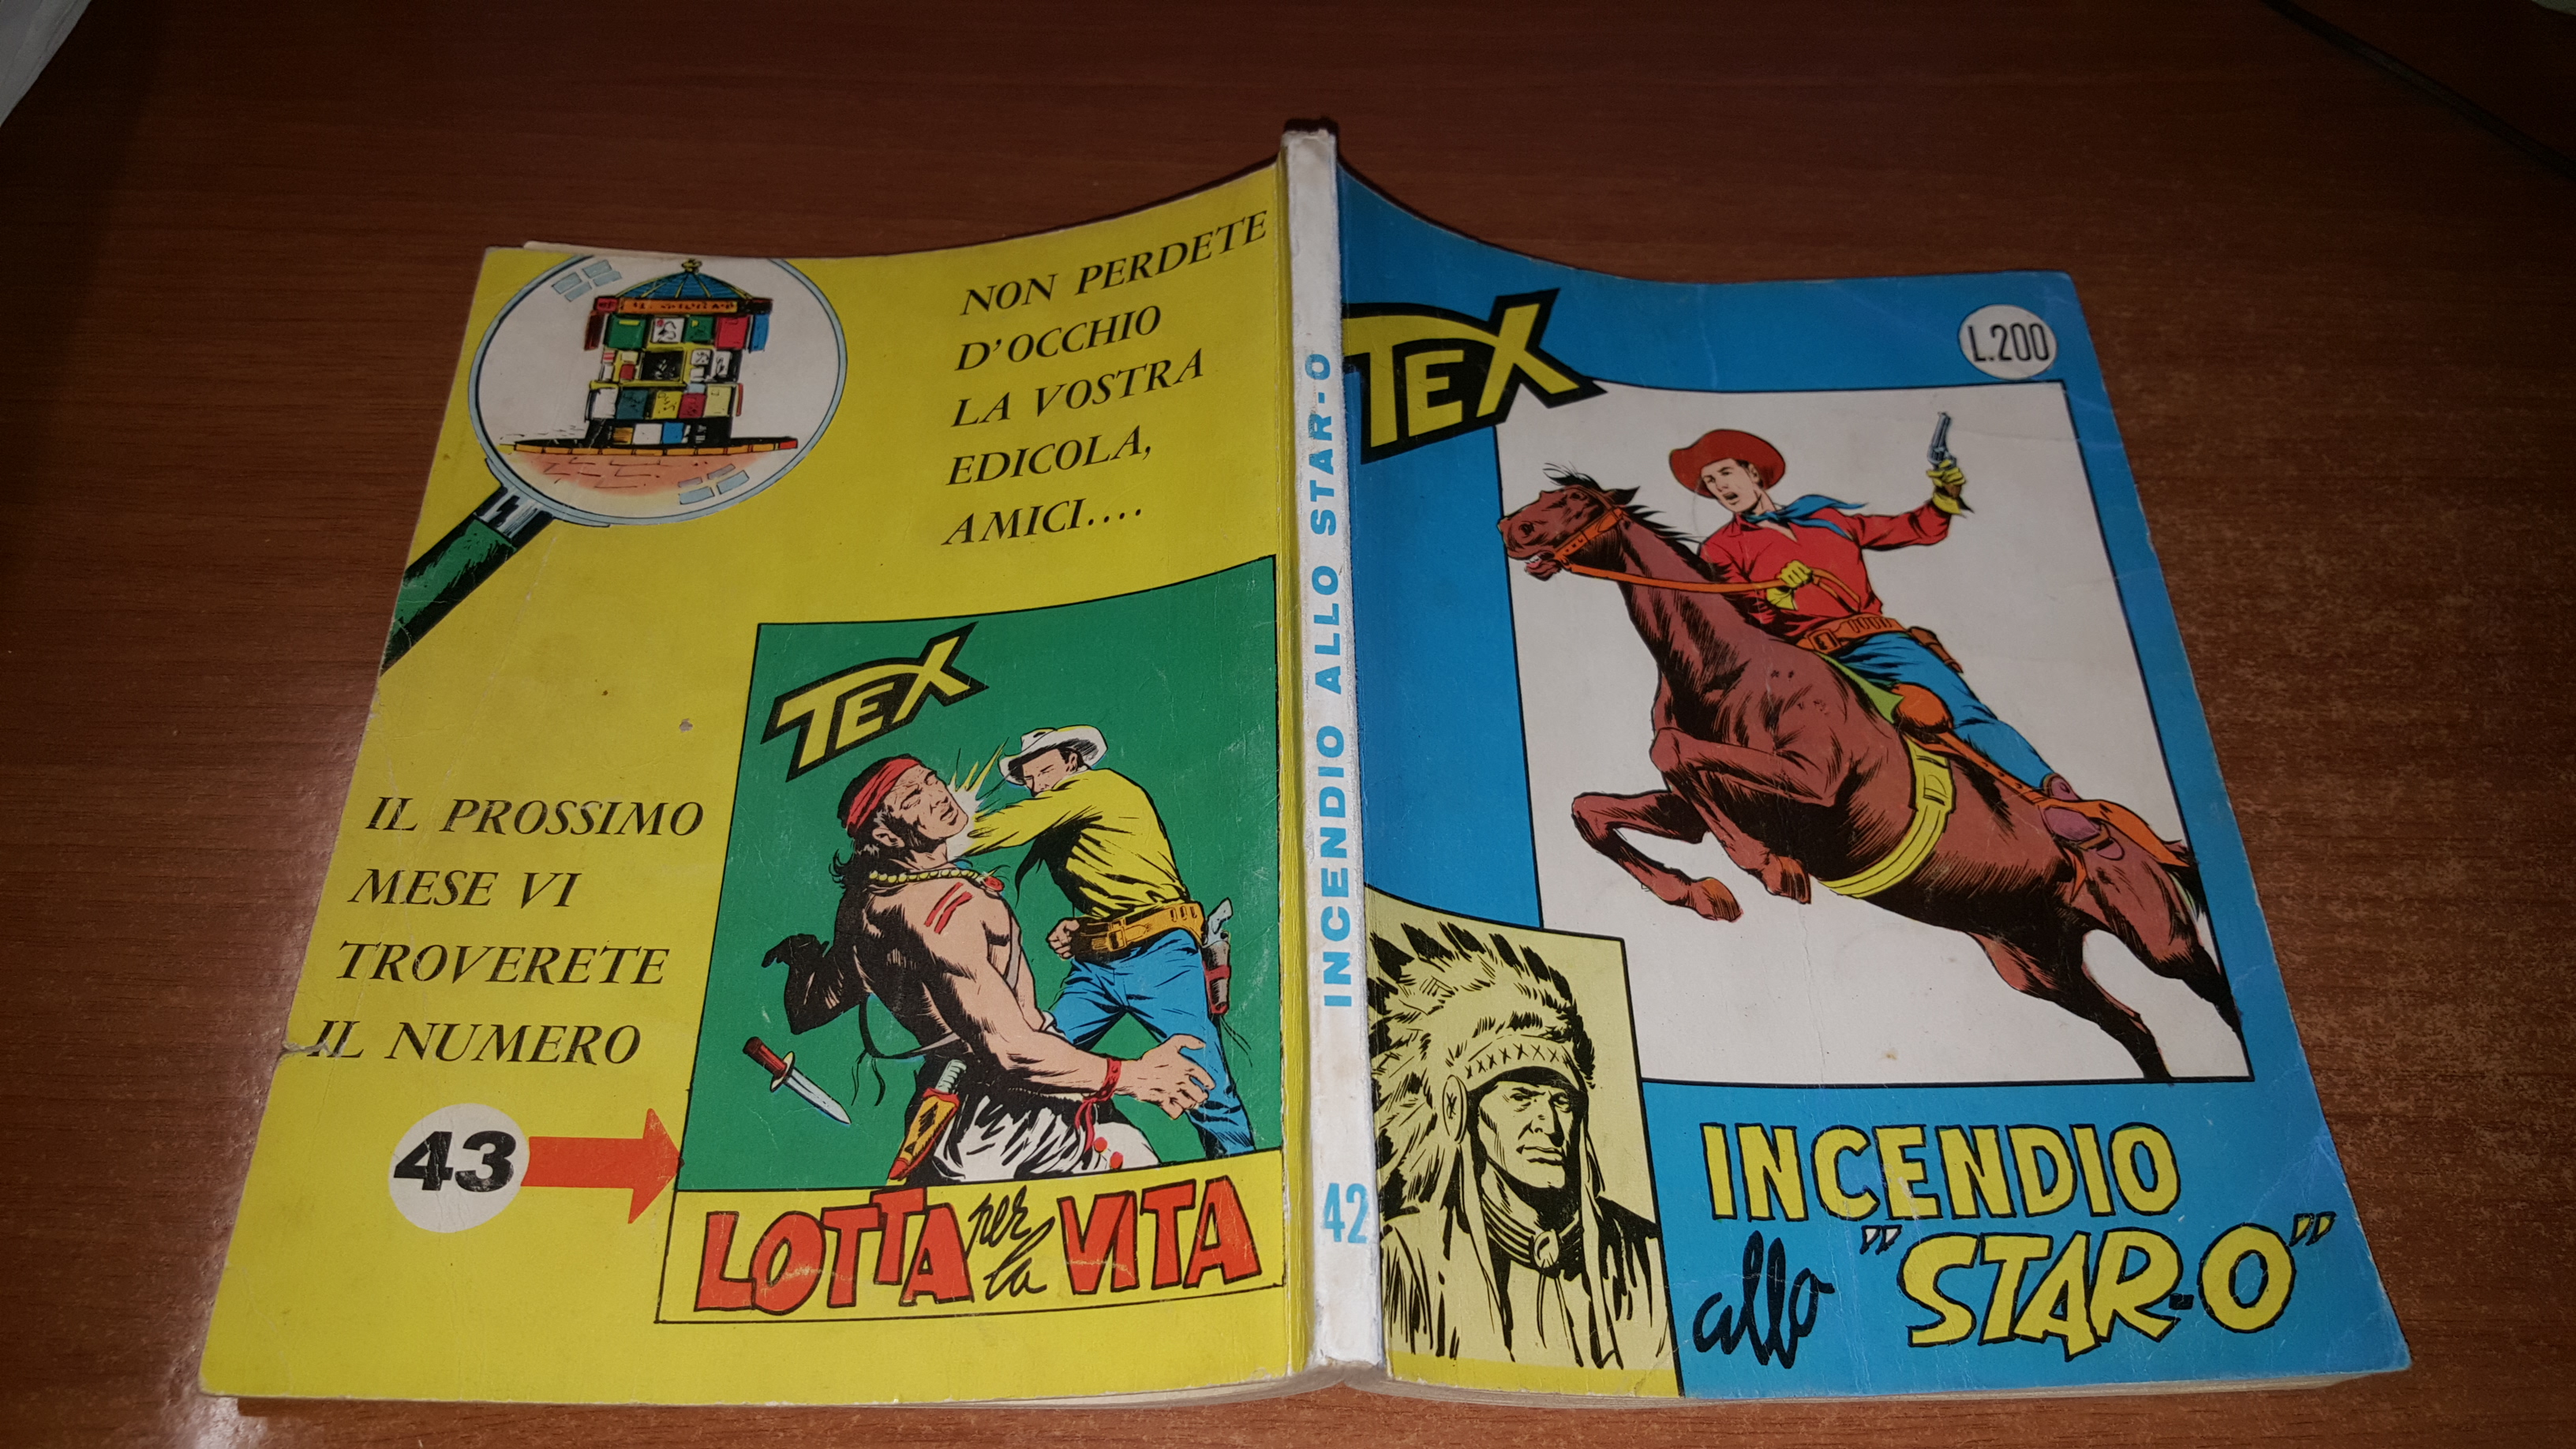 NON PERDETE
D'OCCHIO
LA VOSTRA
EDICOLA,
AMICI....
IL PROSSIMO
MESE VI
TROVERETE
IL NUMERO
43
TEX
LOTTA per la VITA
INCENDIO ALLO STAR-O
42
TEX
L.200
INCENDIO
allo "STAR-O"